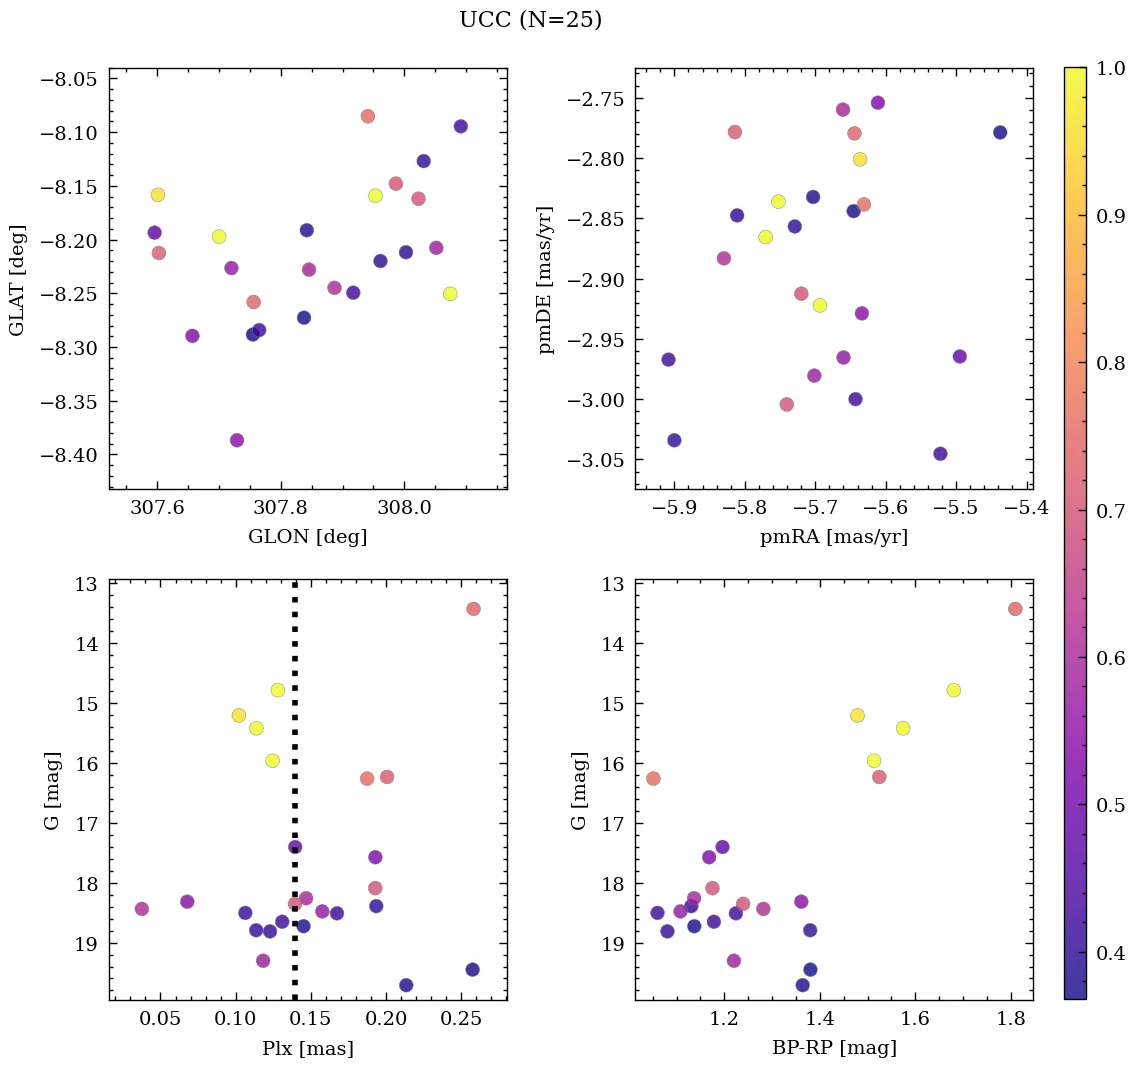 UCC (N=25)
−8.05
−8.10
−8.15
−8.20
−8.25
−8.30
−8.35
−8.40
GLAT [deg]
307.6 307.8 308.0
GLON [deg]
−2.75
−2.80
−2.85
−2.90
−2.95
−3.00
−3.05
pmDE [mas/yr]
−5.9 −5.8 −5.7 −5.6 −5.5 −5.4
pmRA [mas/yr]
13
14
15
16
17
18
19
G [mag]
0.05 0.10 0.15 0.20 0.25
Plx [mas]
13
14
15
16
17
18
19
G [mag]
1.2 1.4 1.6 1.8
BP-RP [mag]
1.0
0.9
0.8
0.7
0.6
0.5
0.4